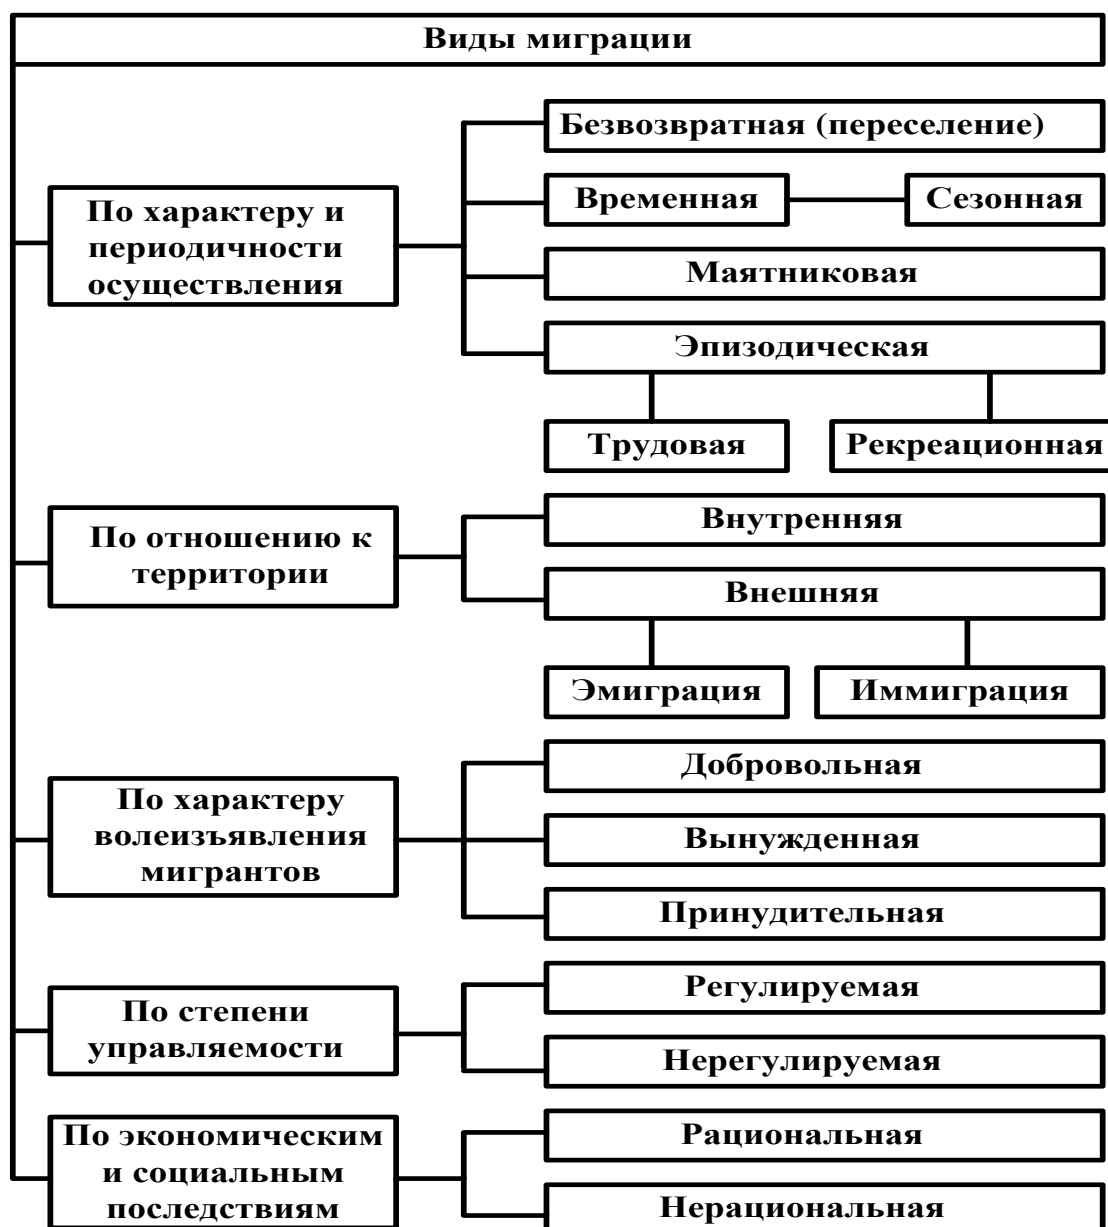 Виды миграции
Безвозвратная (переселение)
По характеру и
периодичности
осуществления
Временная
Сезонная
Маятниковая
Эпизодическая
Трудовая
Рекреационная
По отношению к
территории
Внутренняя
Внешняя
Эмиграция
Иммиграция
По характеру
волеизъявления
мигрантов
Добровольная
Вынужденная
Принудительная
По степени
управляемости
Регулируемая
Нерегулируемая
По экономическим
и социальным
последствиям
Рациональная
Нерациональная